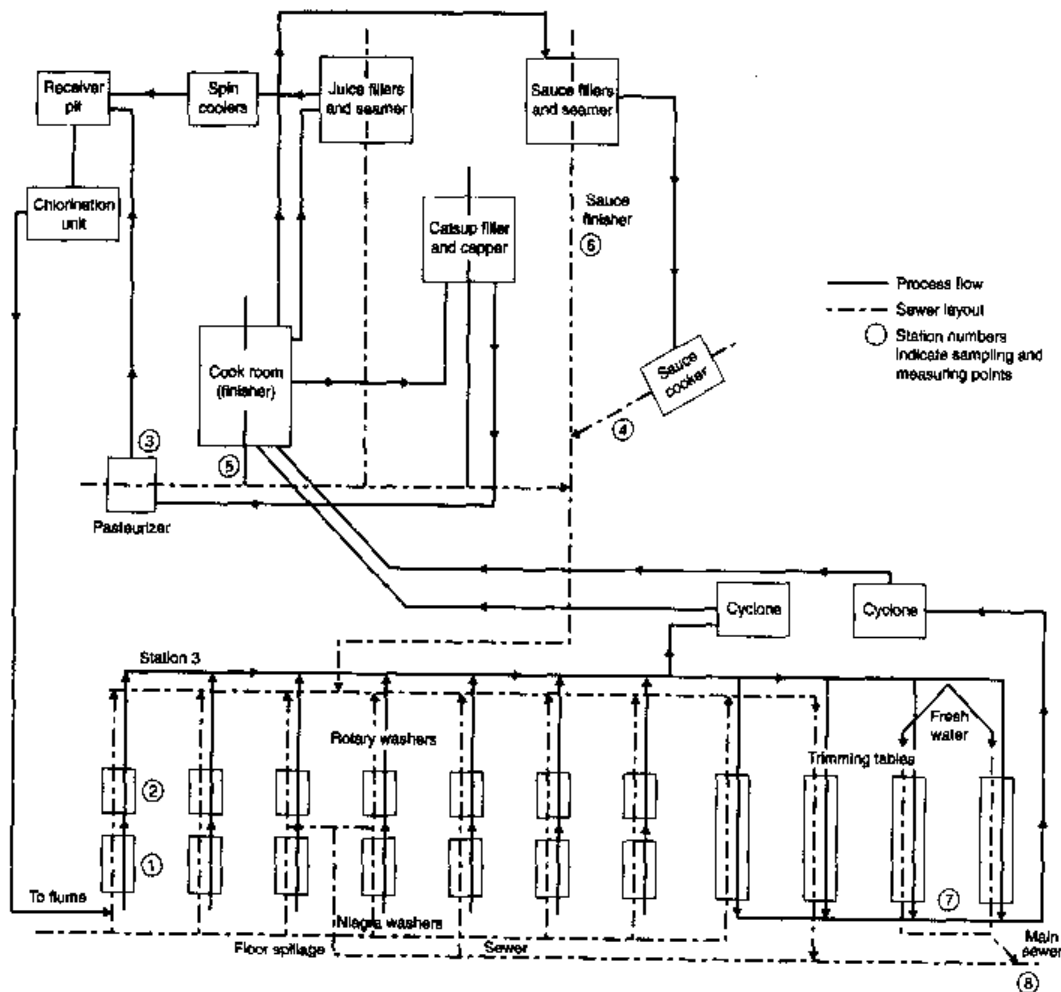 Receiver
pit
Spin
coolers
Juice fillers
and seamer
Sauce fillers
and seamer
Chlorination
unit
Catsup filler
and capper
Sauce
finisher
6
Process flow
Sewer layout
Station numbers
indicate sampling and
measuring points
Cook room
(finisher)
Sauce
cooker
3
5
4
Pasteurizer
Cyclone
Cyclone
Station 3
Fresh
water
Rotary washers
Trimming tables
2
1
To flume
7
Niagra washers
Floor spillage
Sewer
Main
sewer
8